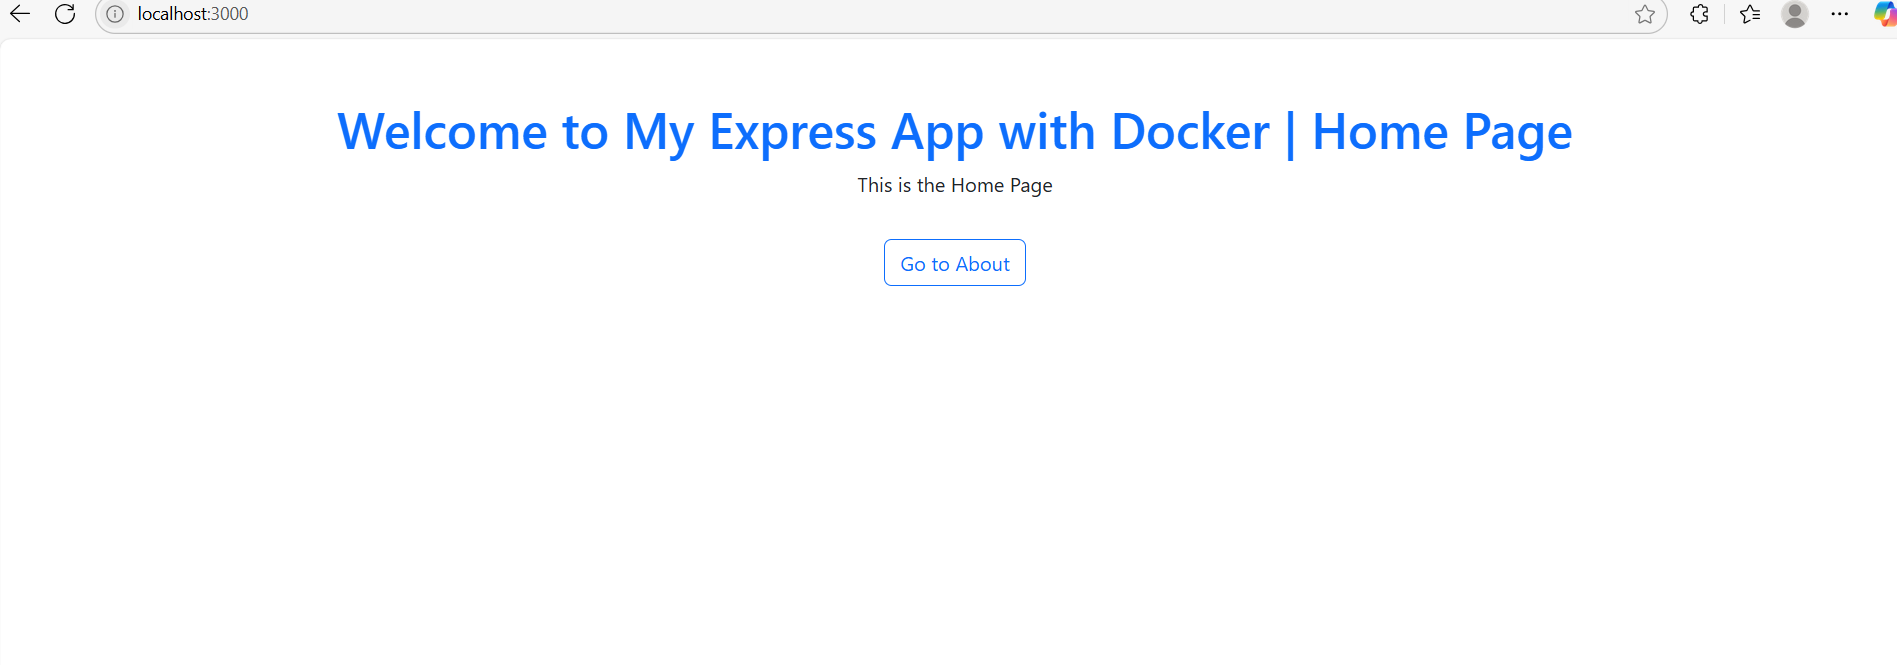 localhost:3000
Welcome to My Express App with Docker | Home Page
This is the Home Page
Go to About